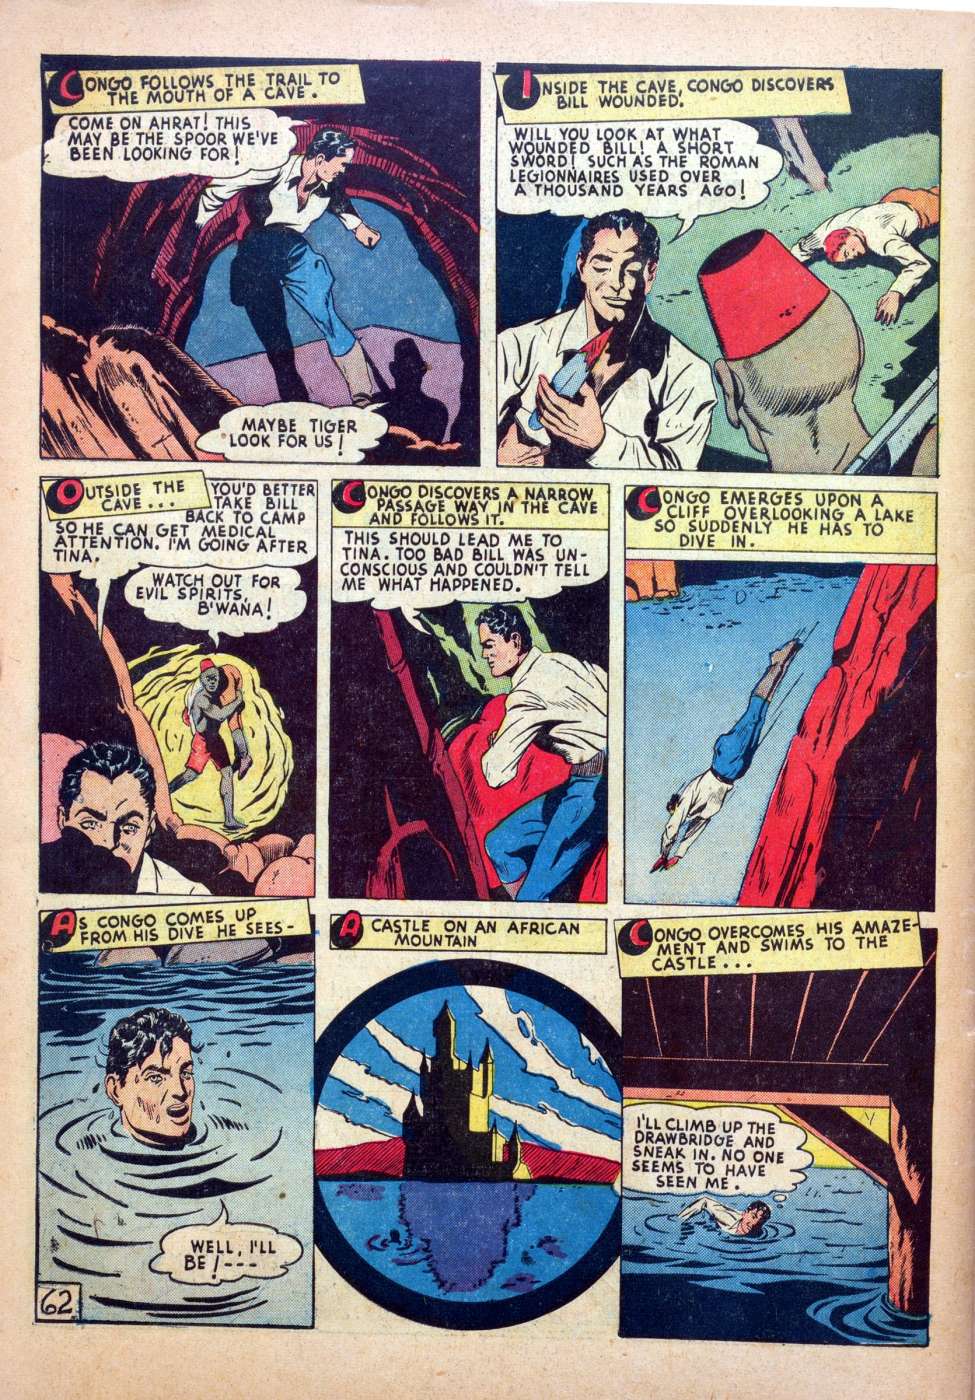 CONGO FOLLOWS THE TRAIL TO
THE MOUTH OF A CAVE.
COME ON AHRAT! THIS
MAY BE THE SPOOR WE'VE
BEEN LOOKING FOR!
MAYBE TIGER
LOOK FOR US!
INSIDE THE CAVE, CONGO DISCOVERS
BILL WOUNDED.
WILL YOU LOOK AT WHAT
WOUNDED BILL! A SHORT
SWORD! SUCH AS THE ROMAN
LEGIONNAIRES USED OVER
A THOUSAND YEARS AGO!
OUTSIDE THE
CAVE...
YOU'D BETTER
TAKE BILL
BACK TO CAMP
SO HE CAN GET MEDICAL
ATTENTION. I'M GOING AFTER
TINA.
WATCH OUT FOR
EVIL SPIRITS,
B'WANA!
CONGO DISCOVERS A NARROW
PASSAGE WAY IN THE CAVE
AND FOLLOWS IT.
THIS SHOULD LEAD ME TO
TINA. TOO BAD BILL WAS UN-
CONSCIOUS AND COULDN'T TELL
ME WHAT HAPPENED.
CONGO EMERGES UPON A
CLIFF OVERLOOKING A LAKE
SO SUDDENLY HE HAS TO
DIVE IN.
AS CONGO COMES UP
FROM HIS DIVE HE SEES-
WELL, I'LL
BE!---
62
A CASTLE ON AN AFRICAN
MOUNTAIN
CONGO OVERCOMES HIS AMAZE-
MENT AND SWIMS TO THE
CASTLE...
I'LL CLIMB UP THE
DRAWBRIDGE AND
SNEAK IN. NO ONE
SEEMS TO HAVE
SEEN ME.